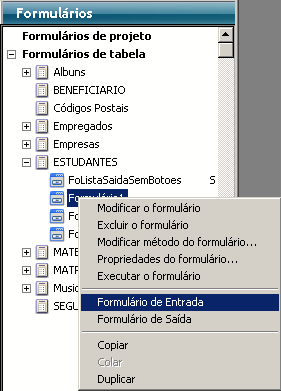 Formulários
Formulários de projeto
Formulários de tabela
Albuns
BENEFICIARIO
Códigos Postais
Empregados
Empresas
ESTUDANTES
FoListaSaidaSemBotoes S
Formulário1
Fo
Fo
MATE
MATF
Music
SEGU
Modificar o formulário
Excluir o formulário
Modificar método do formulário...
Propriedades do formulário...
Executar o formulário
Formulário de Entrada
Formulário de Saída
Copiar
Colar
Duplicar